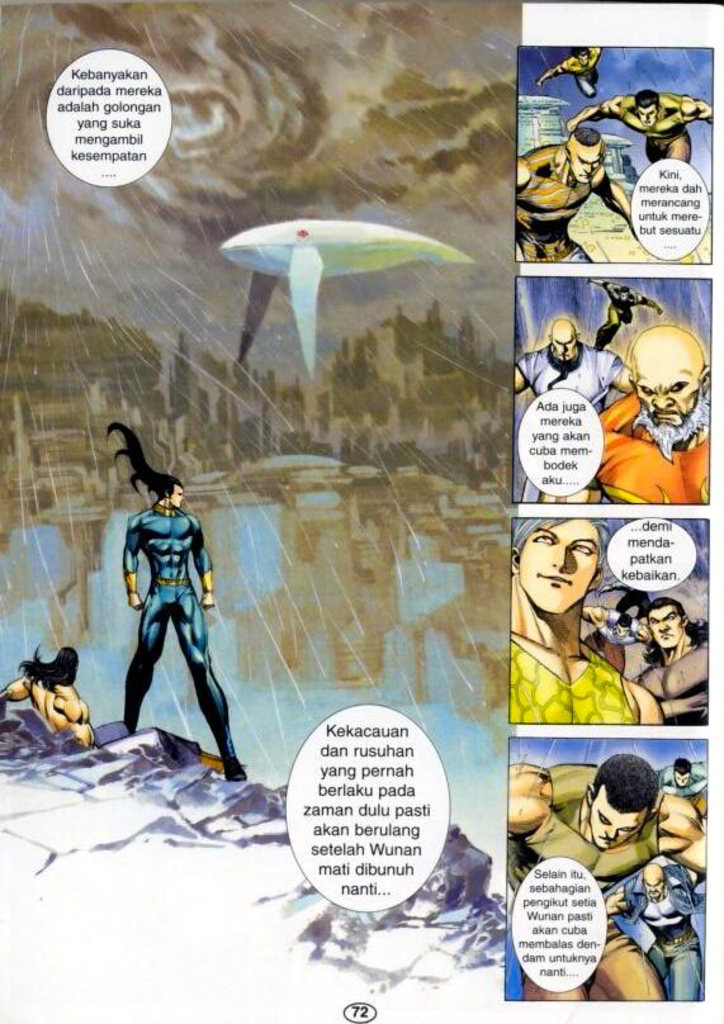 Kebanyakan
daripada mereka
adalah golongan
yang suka
mengambil
kesempatan
....
Kekacauan
dan rusuhan
yang pernah
berlaku pada
zaman dulu pasti
akan berulang
setelah Wunan
mati dibunuh
nanti...
Kini,
mereka dah
merancang
untuk mere-
but sesuatu
....
Ada juga
mereka
yang akan
cuba mem-
bodek
aku.....
...demi
menda-
patkan
kebaikan.
Selain itu,
sebahagian
pengikut setia
Wunan pasti
akan cuba
membalas den-
dam untuknya
nanti....
72